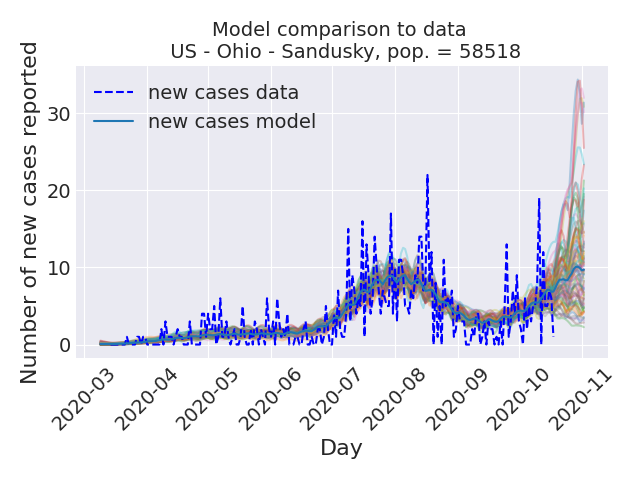 Model comparison to data
US - Ohio - Sandusky, pop. = 58518
new cases data
new cases model
Number of new cases reported
30
20
10
0
2020-03
2020-04
2020-05
2020-06
2020-07
2020-08
2020-09
2020-10
2020-11
Day